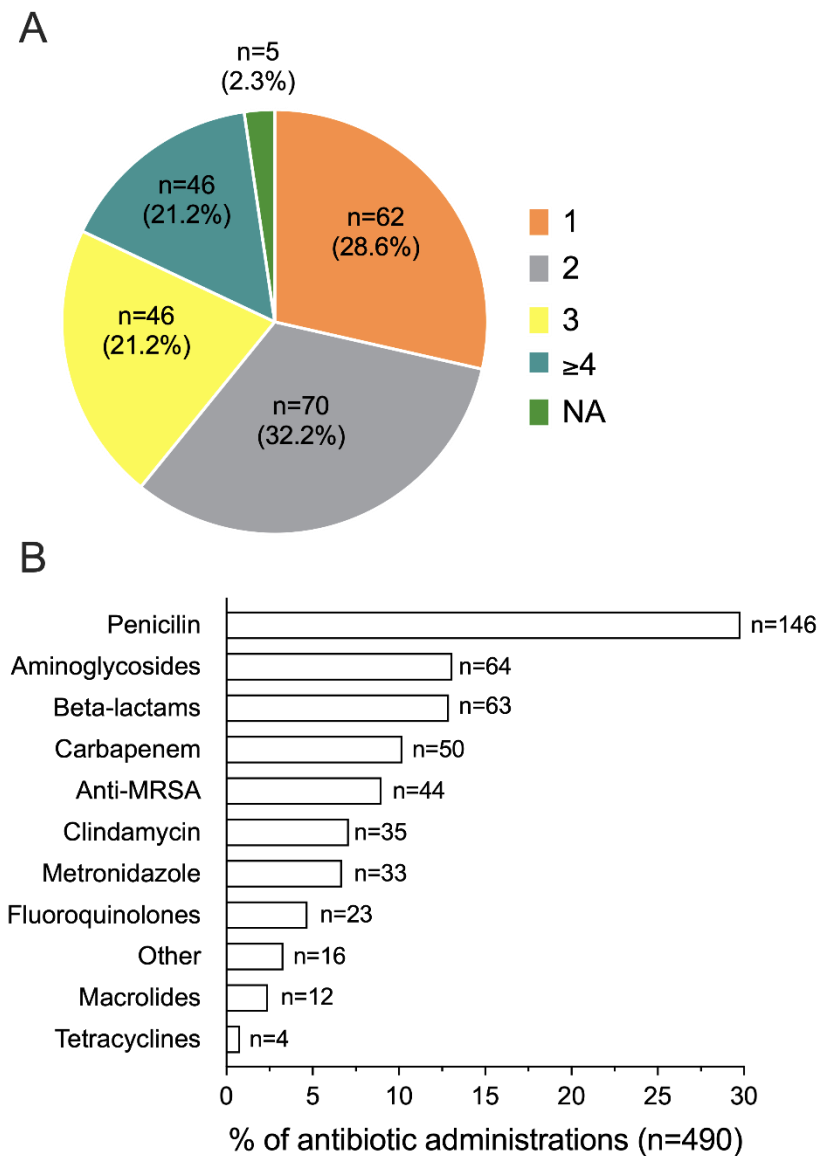 A
n=5
(2.3%)
n=46
(21.2%)
n=62
(28.6%)
n=46
(21.2%)
n=70
(32.2%)
1
2
3
≥4
NA
B
Penicilin n=146
Aminoglycosides n=64
Beta-lactams n=63
Carbapenem n=50
Anti-MRSA n=44
Clindamycin n=35
Metronidazole n=33
Fluoroquinolones n=23
Other n=16
Macrolides n=12
Tetracyclines n=4
0 5 10 15 20 25 30
% of antibiotic administrations (n=490)